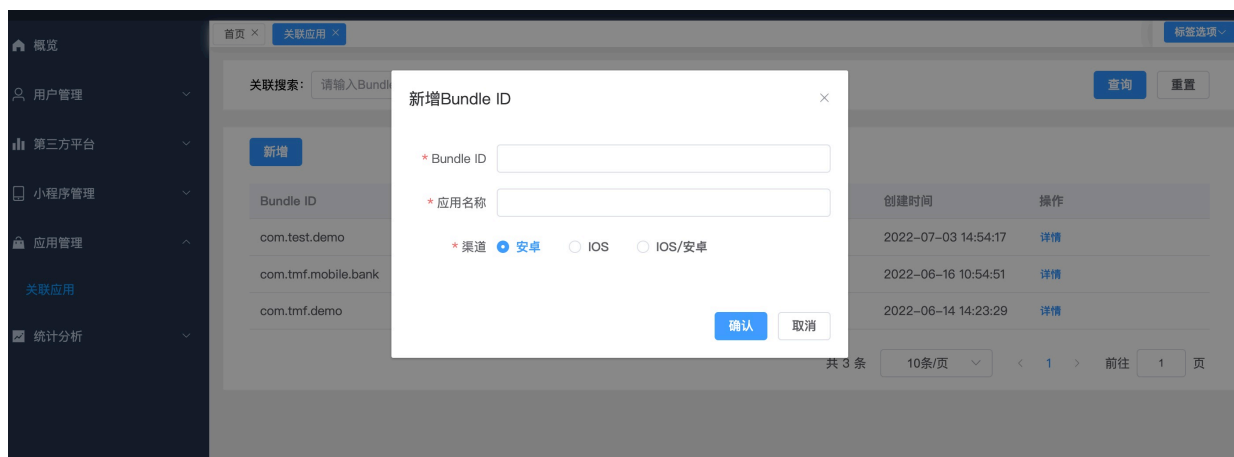 首页 × 关联应用 × 标签选项
概览
用户管理
第三方平台
小程序管理
应用管理
关联应用
统计分析
关联搜索： 请输入Bundle 查询 重置
新增
Bundle ID 创建时间 操作
com.test.demo 2022-07-03 14:54:17 详情
com.tmf.mobile.bank 2022-06-16 10:54:51 详情
com.tmf.demo 2022-06-14 14:23:29 详情
共 3 条 10条/页 < 1 > 前往 1 页
新增Bundle ID ×
* Bundle ID
* 应用名称
* 渠道 安卓 IOS IOS/安卓
确认 取消